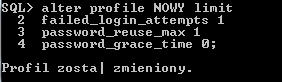 SQL> alter profile NOWY limit
2 failed_login_attempts 1
3 password_reuse_max 1
4 password_grace_time 0;
Profil zosta| zmieniony.